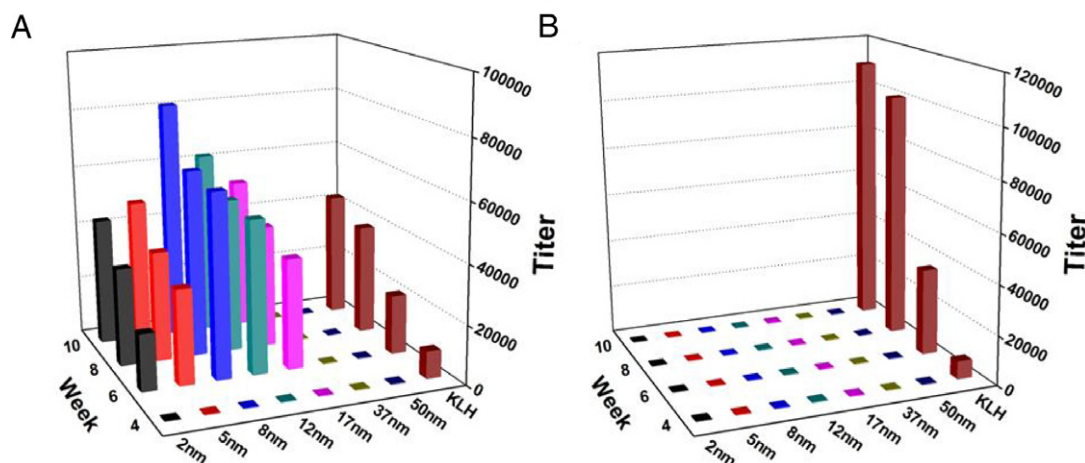 A
100000
80000
60000
40000
20000
0
Titer
10
8
6
4
Week
2nm
5nm
8nm
12nm
17nm
37nm
50nm
KLH
B
120000
100000
80000
60000
40000
20000
0
Titer
10
8
6
4
Week
2nm
5nm
8nm
12nm
17nm
37nm
50nm
KLH